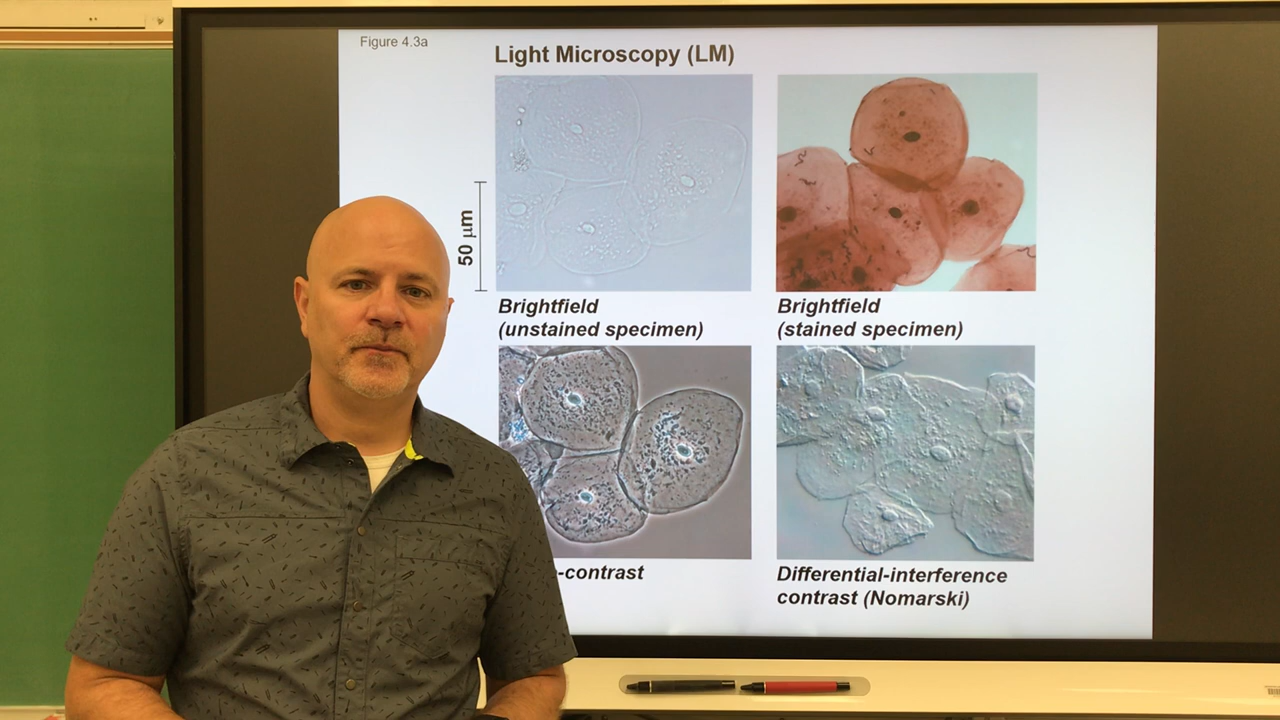 Figure 4.3a
Light Microscopy (LM)
50 μm
Brightfield
(unstained specimen)
Brightfield
(stained specimen)
-contrast
Differential-interference
contrast (Nomarski)